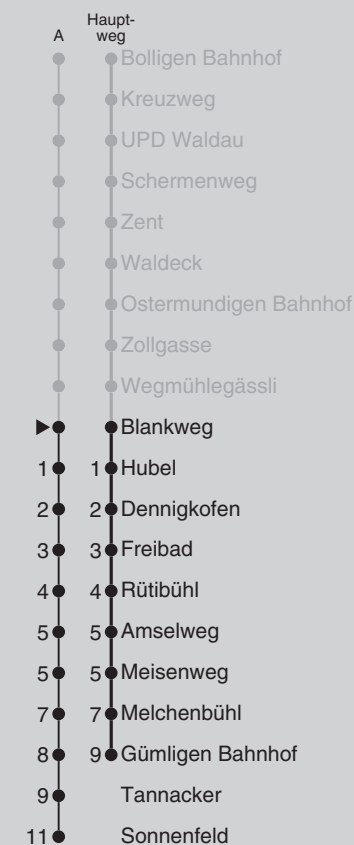 A Haupt-
weg
Bolligen Bahnhof
Kreuzweg
UPD Waldau
Schermenweg
Zent
Waldeck
Ostermundigen Bahnhof
Zollgasse
Wegmühlegässli
Blankweg
1 1 Hubel
2 2 Dennigkofen
3 3 Freibad
4 4 Rütibühl
5 5 Amselweg
5 5 Meisenweg
7 7 Melchenbühl
8 9 Gümligen Bahnhof
9 Tannacker
11 Sonnenfeld